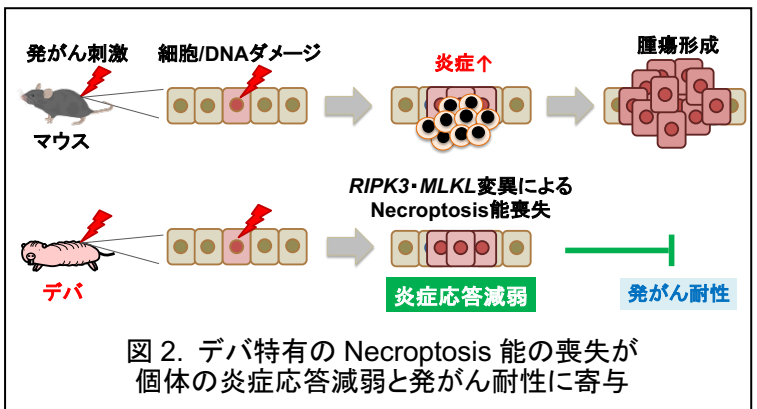 発がん刺激
細胞/DNAダメージ
炎症↑
腫瘍形成
マウス
RIPK3・MLKL変異による
Necroptosis能喪失
デバ
炎症応答減弱
発がん耐性
図 2. デバ特有の Necroptosis 能の喪失が
個体の炎症応答減弱と発がん耐性に寄与